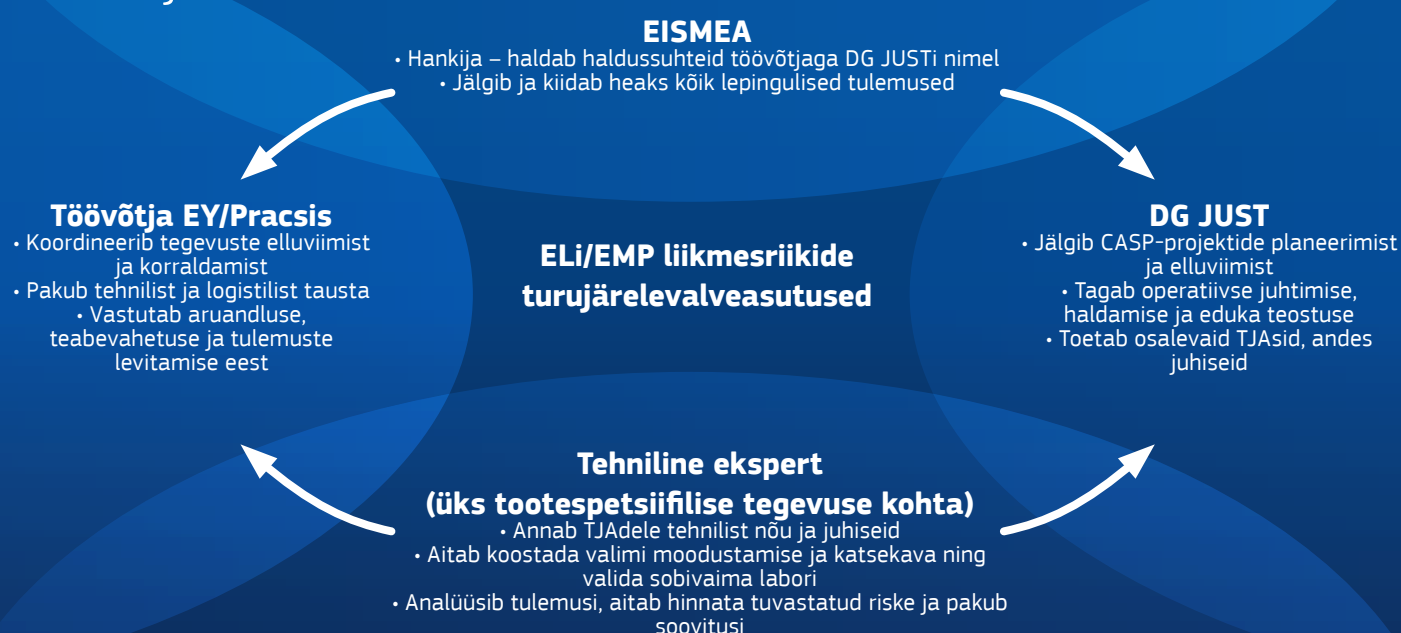 EISMEA
• Hankija – haldab haldussuhteid töövõtjaga DG JUSTi nimel
• Jälgib ja kiidab heaks kõik lepingulised tulemused
Töövõtja EY/Pracsis
• Koordineerib tegevuste elluviimist
ja korraldamist
• Pakub tehnilist ja logistilist tausta
• Vastutab aruandluse,
teabevahetuse ja tulemuste
levitamise eest
ELi/EMP liikmesriikide
turujärelevalveasutused
DG JUST
• Jälgib CASP-projektide planeerimist
ja elluviimist
• Tagab operatiivse juhtimise,
haldamise ja eduka teostuse
• Toetab osalevaid TJAsid, andes
juhiseid
Tehniline ekspert
(üks tootespetsiifilise tegevuse kohta)
• Annab TJAdele tehnilist nõu ja juhiseid
• Aitab koostada valimi moodustamise ja katsekava ning
valida sobivaima labori
• Analüüsib tulemusi, aitab hinnata tuvastatud riske ja pakub
soovitusi